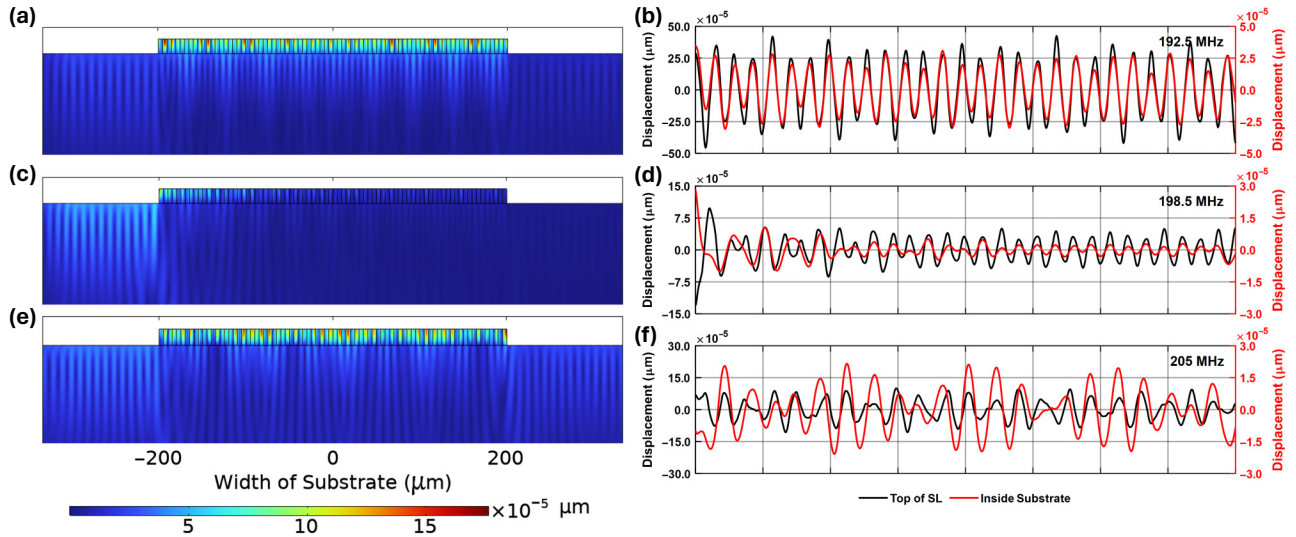 (a)
(c)
(e)
−200
0
200
Width of Substrate (μm)
5
10
15
×10⁻⁵ μm
(b)
× 10⁻⁵
50.0
25.0
0.0
−25.0
−50.0
Displacement (μm)
192.5 MHz
× 10⁻⁵
5.0
2.5
0.0
−2.5
−5.0
Displacement (μm)
(d)
× 10⁻⁵
15.0
7.5
0.0
−7.5
−15.0
Displacement (μm)
198.5 MHz
× 10⁻⁵
3.0
1.5
0.0
−1.5
−3.0
Displacement (μm)
(f)
× 10⁻⁵
30.0
15.0
0.0
−15.0
−30.0
Displacement (μm)
205 MHz
× 10⁻⁵
3.0
1.5
0.0
−1.5
−3.0
Displacement (μm)
Top of SL
Inside Substrate